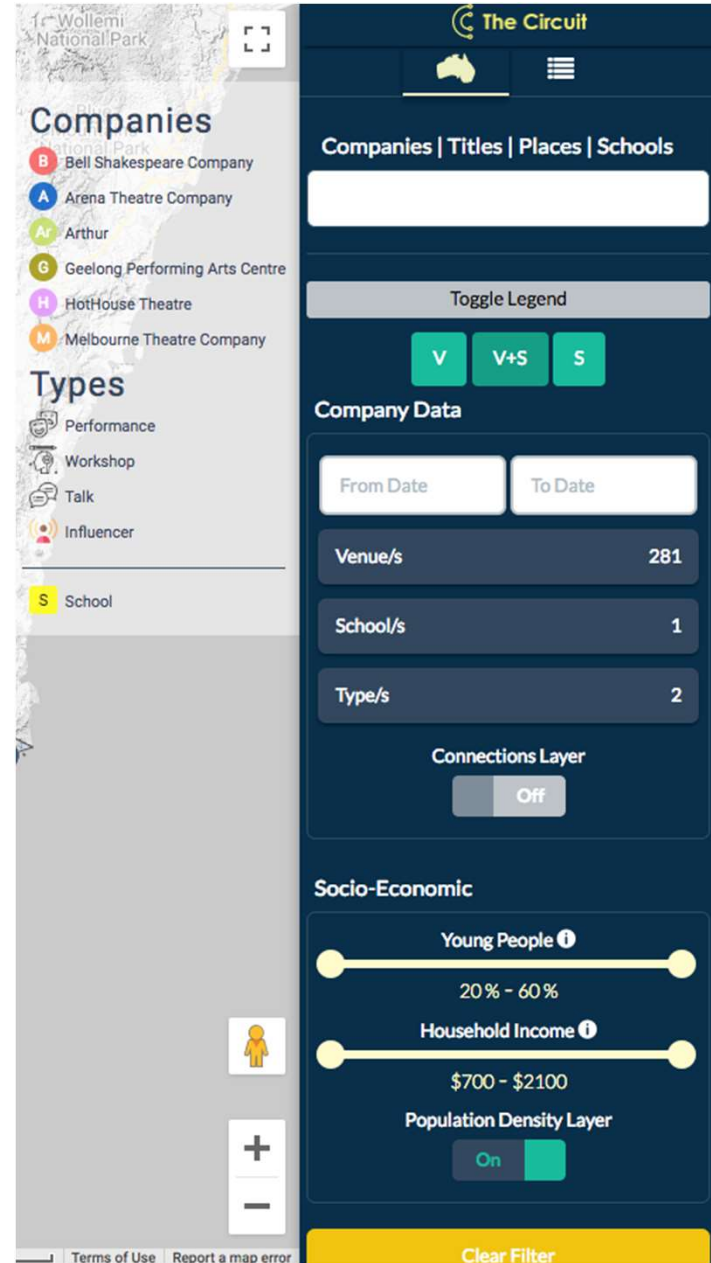 Wollemi
National Park
Companies
National Park
B Bell Shakespeare Company
A Arena Theatre Company
Ar Arthur
G Geelong Performing Arts Centre
H HotHouse Theatre
M Melbourne Theatre Company
Types
Performance
Workshop
Talk
Influencer
S School
Terms of Use
Report a map error
The Circuit
Companies | Titles | Places | Schools
Toggle Legend
V V+S S
Company Data
From Date To Date
Venue/s 281
School/s 1
Type/s 2
Connections Layer
Off
Socio-Economic
Young People i
20% - 60%
Household Income i
$700 - $2100
Population Density Layer
On
Clear Filter